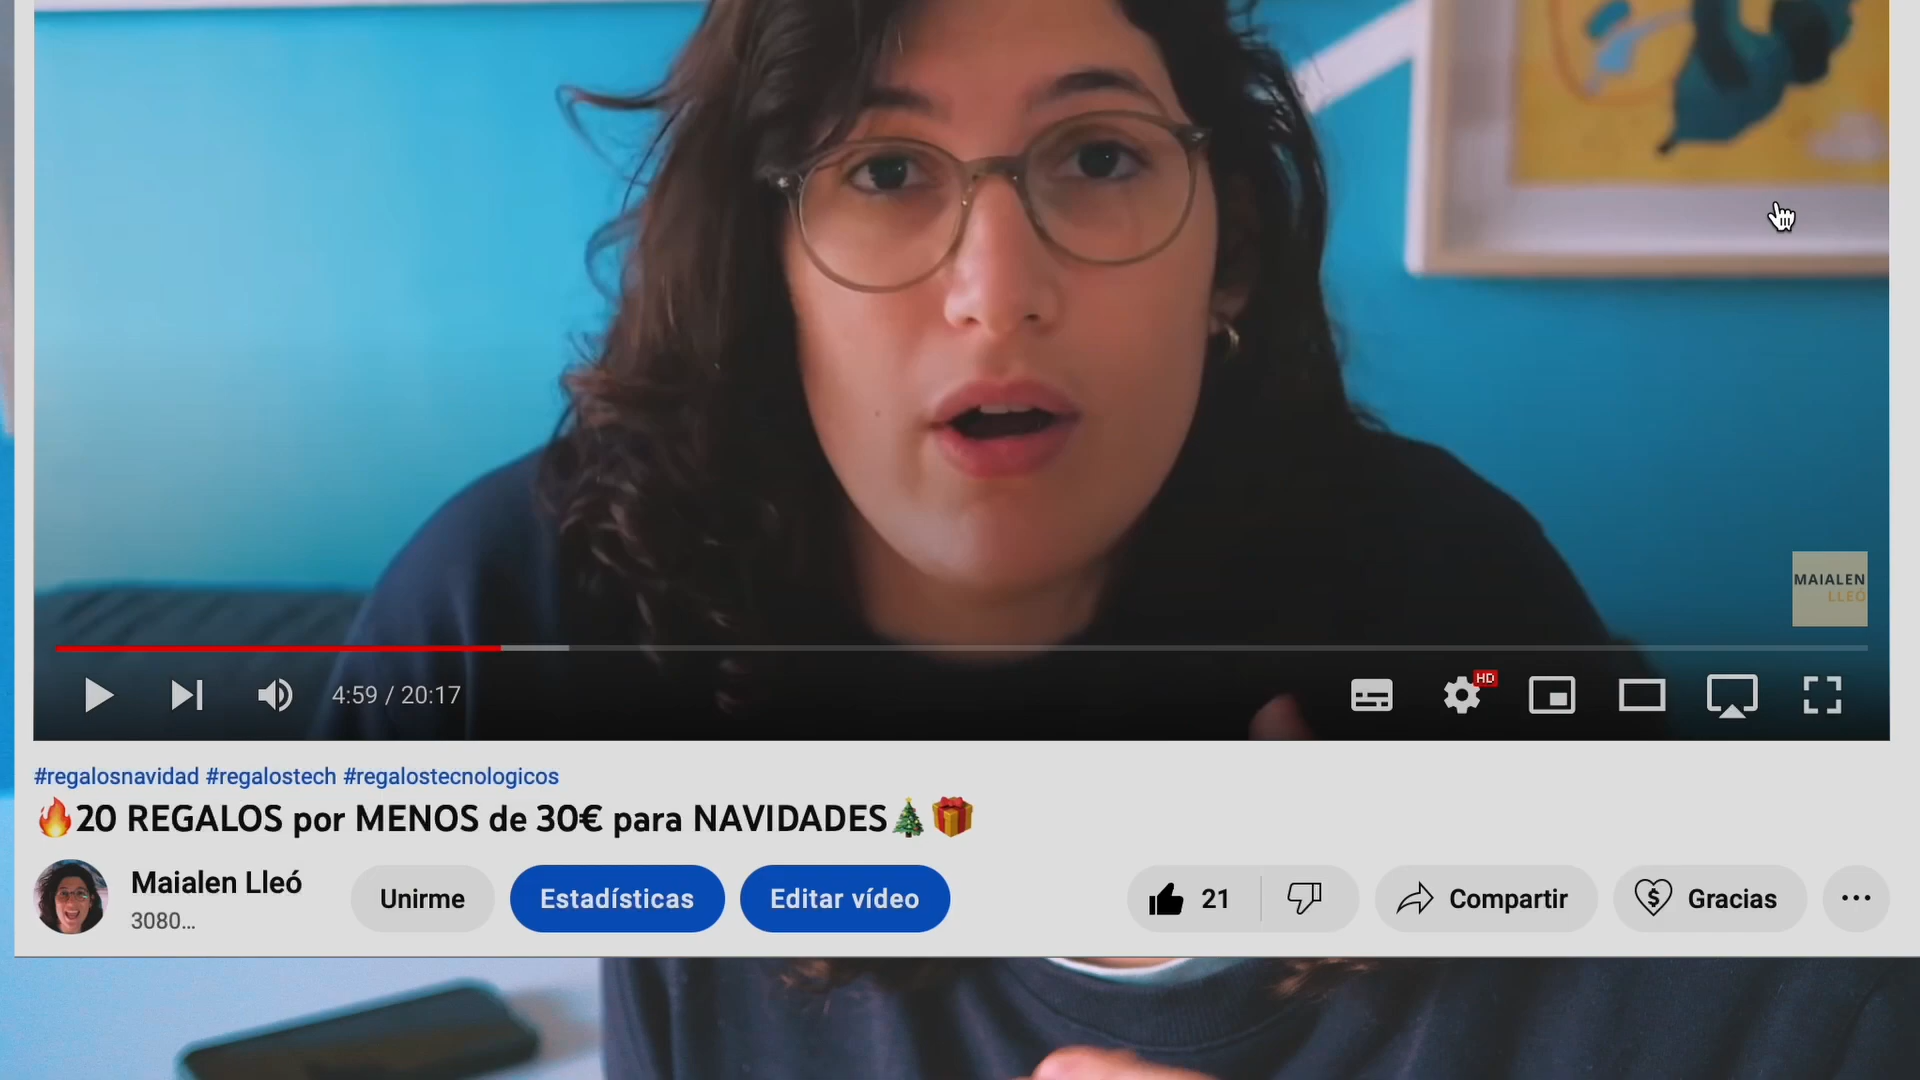 MAIALEN
LLEÓ
HD
4:59 / 20:17
#regalosnavidad #regalostech #regalostecnologicos
🔥20 REGALOS por MENOS de 30€ para NAVIDADES🎄🎁
Maialen Lleó
3080...
Unirme
Estadísticas
Editar vídeo
21
Compartir
Gracias